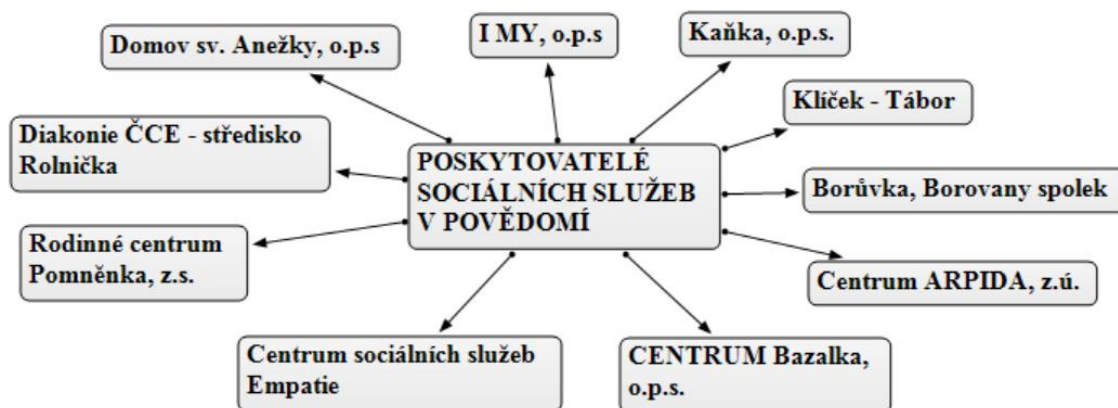 Domov sv. Anežky, o.p.s
I MY, o.p.s
Kaňka, o.p.s.
Klíček - Tábor
Diakonie ČCE - středisko
Rolnička
POSKYTOVATELÉ
SOCIÁLNÍCH SLUŽEB
V POVĚDOMÍ
Borůvka, Borovany spolek
Rodinné centrum
Pomněnka, z.s.
Centrum ARPIDA, z.ú.
Centrum sociálních služeb
Empatie
CENTRUM Bazalka,
o.p.s.